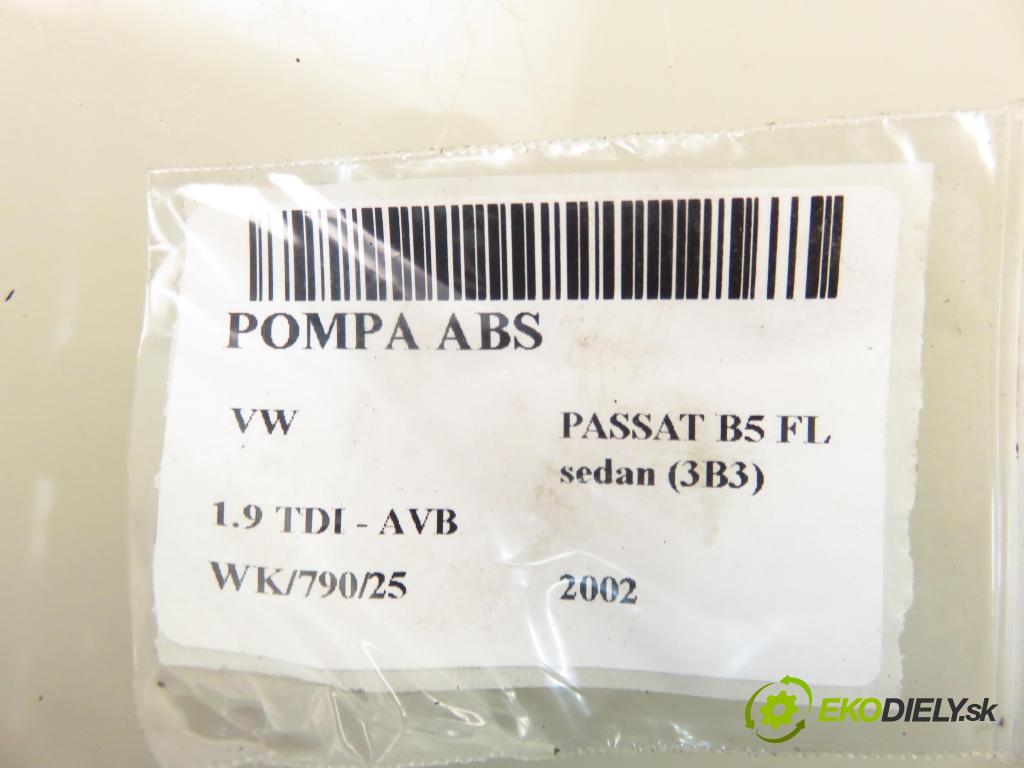 POMPA ABS
VW
PASSAT B5 FL
sedan (3B3)
1.9 TDI - AVB
WK/790/25
2002
EKODIELY.sk